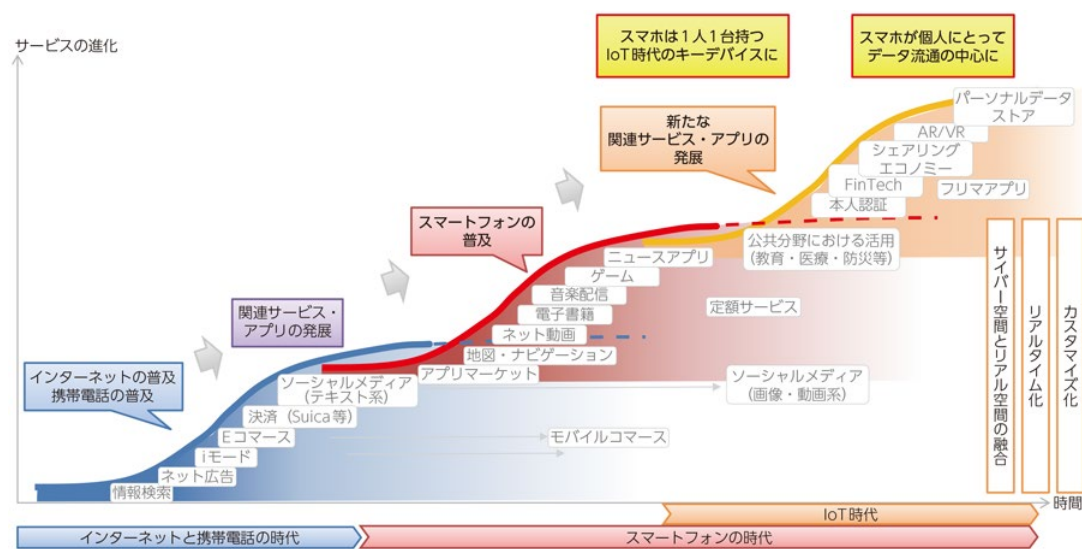 サービスの進化
スマホは1人1台持つ
IoT時代のキーデバイスに
スマホが個人にとって
データ流通の中心に
新たな
関連サービス・アプリの
発展
パーソナルデータ
ストア
AR/VR
シェアリング
エコノミー
FinTech
フリマアプリ
本人認証
スマートフォンの
普及
公共分野における活用
(教育・医療・防災等)
ニュースアプリ
ゲーム
音楽配信
電子書籍
ネット動画
地図・ナビゲーション
アプリマーケット
定額サービス
関連サービス・
アプリの発展
インターネットの普及
携帯電話の普及
ソーシャルメディア
(テキスト系)
ソーシャルメディア
(画像・動画系)
決済(Suica等)
Eコマース
モバイルコマース
iモード
ネット広告
情報検索
サイバー空間とリアル空間の融合
リアルタイム化
カスタマイズ化
時間
IoT時代
インターネットと携帯電話の時代
スマートフォンの時代